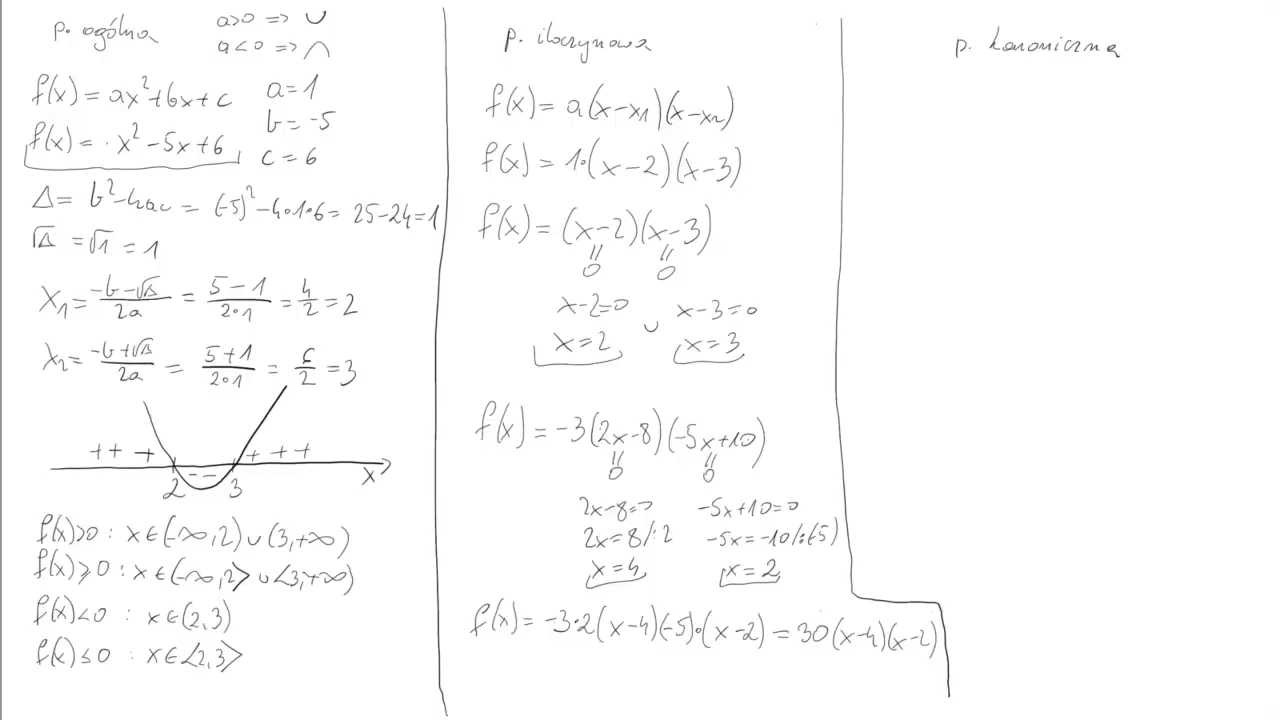 p. ogólna
a>0 => ∪
a<0 => ∩
f(x) = ax²+bx+c
a=1
f(x) = x² - 5x + 6
b = -5
c = 6
Δ = b²-4ac = (-5)² - 4•1•6 = 25-24=1
√Δ = √1 = 1
x₁ = (-b-√Δ)/2a = (5-1)/(2•1) = 4/2 = 2
x₂ = (-b+√Δ)/2a = (5+1)/(2•1) = 6/2 = 3
++ + -- + + +
2 3 x
f(x)>0 : x∈(-∞,2)∪(3,+∞)
f(x)⩾0 : x∈(-∞,2>∪<3,+∞)
f(x)<0 : x∈(2,3)
f(x)≤0 : x∈<2,3>
p. iloczynowa
f(x) = a(x-x₁)(x-x₂)
f(x) = 1•(x-2)(x-3)
f(x) = (x-2)(x-3)
= =
0 0
x-2=0 ∪ x-3=0
x=2 x=3
f(x) = -3(2x-8)(-5x+10)
= =
0 0
2x-8=0 -5x+10=0
2x=8/:2 -5x=-10/:(-5)
x=4 x=2
f(x) = -3•2(x-4)(-5)•(x-2) = 30(x-4)(x-2)
p. kanoniczna